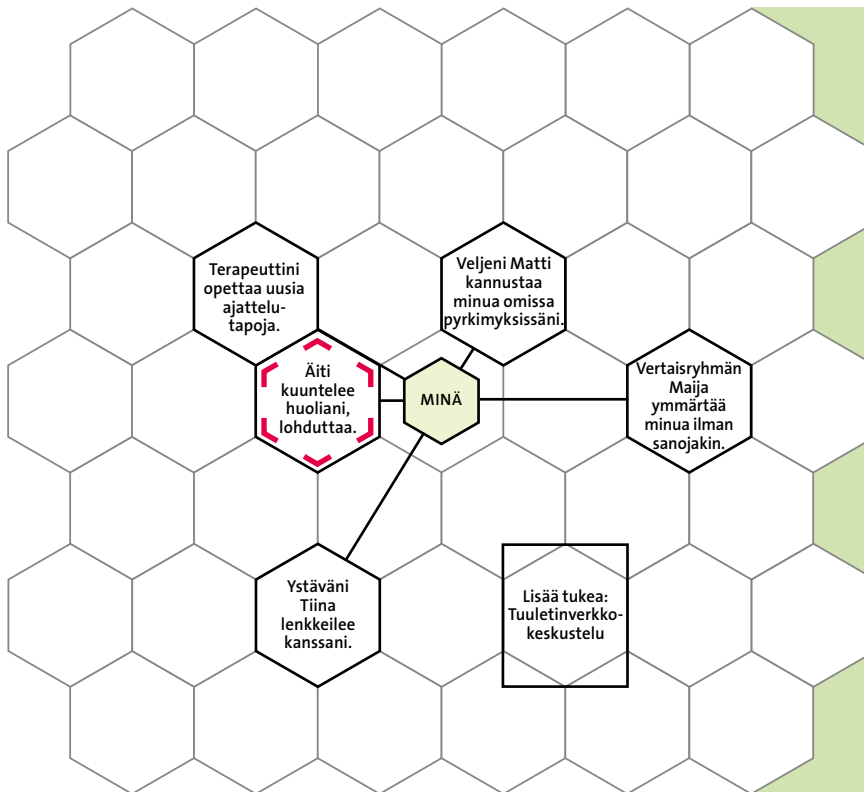 Terapeuttini
opettaa uusia
ajattelu-
tapoja.
Veljeni Matti
kannustaa
minua omissa
pyrkimyksissäni.
Äiti
kuuntelee
huoliani,
lohduttaa.
MINÄ
Vertaisryhmän
Maija
ymmärtää
minua ilman
sanojakin.
Ystäväni
Tiina
lenkkeilee
kanssani.
Lisää tukea:
Tuuletinverkko-
keskustelu